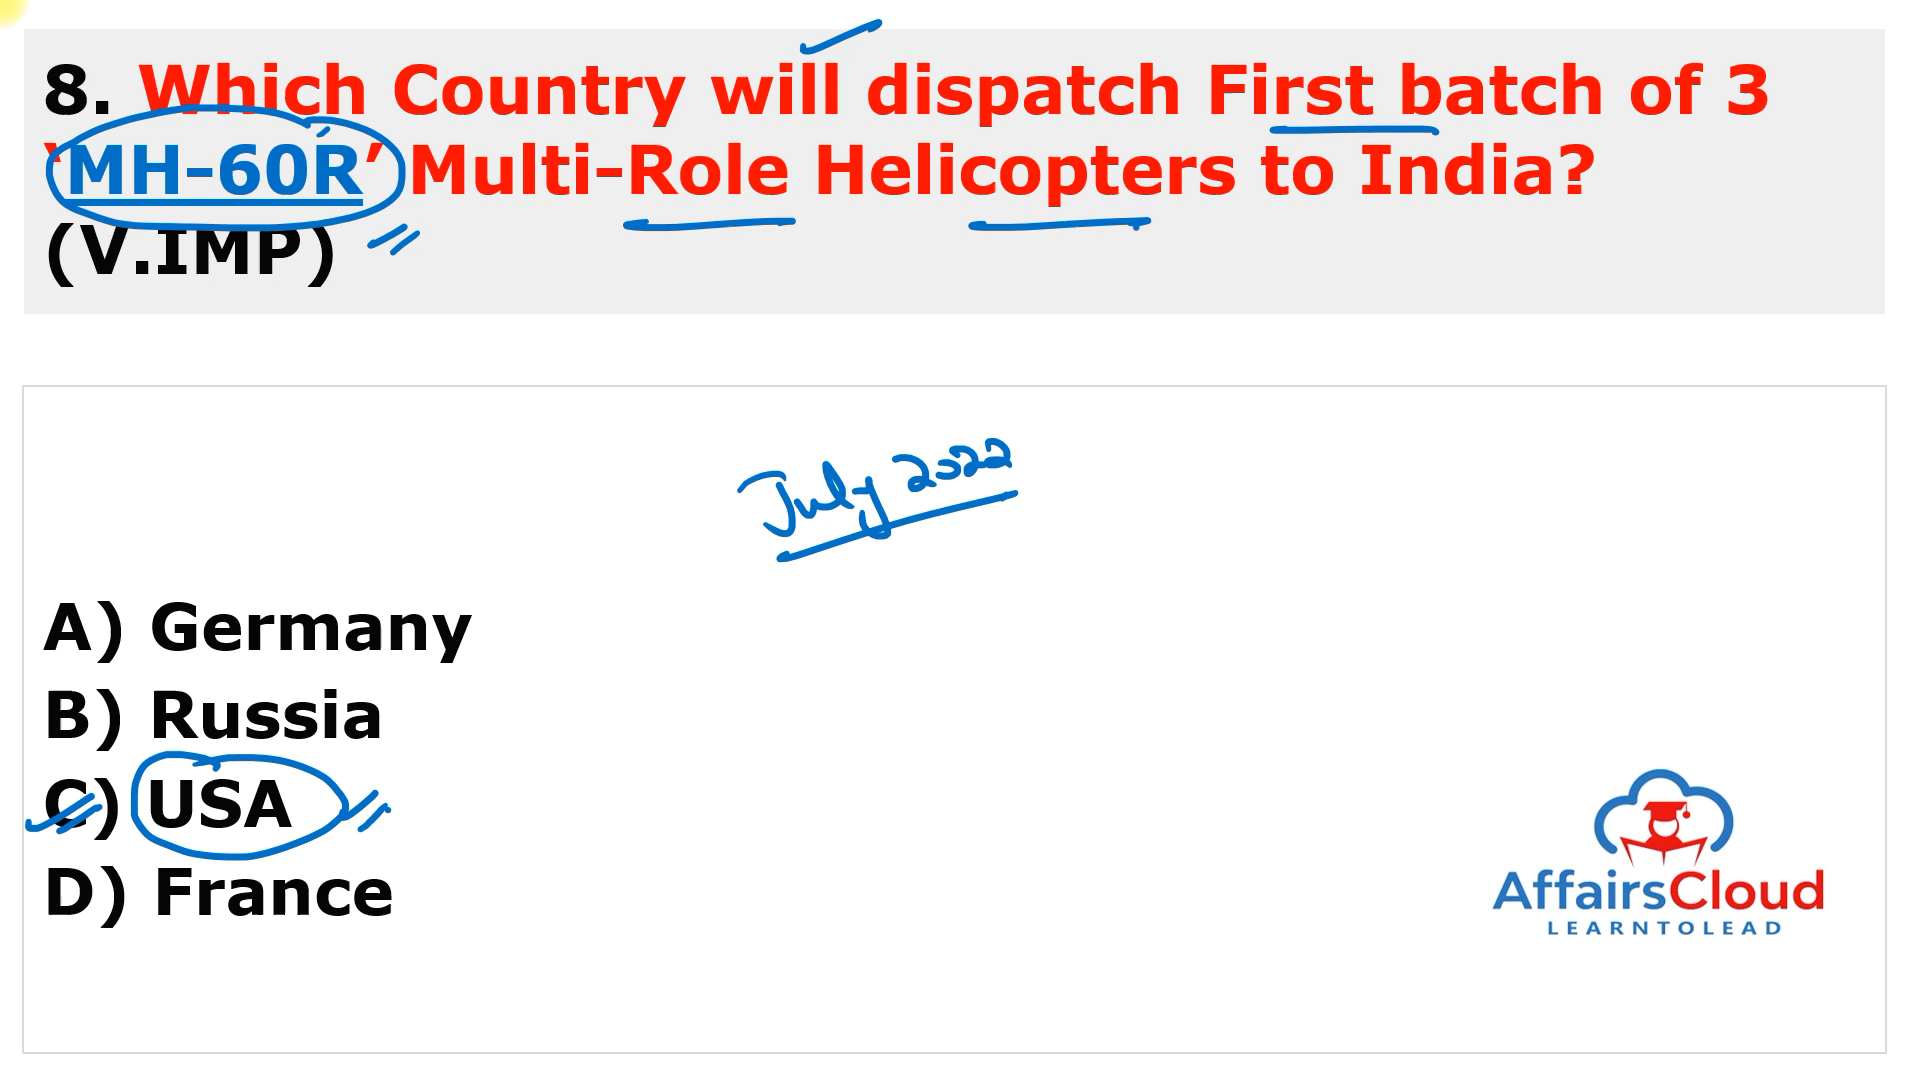 8. Which Country will dispatch First batch of 3
‘MH-60R’ Multi-Role Helicopters to India?
(V.IMP)
July 2022
A) Germany
B) Russia
C) USA
D) France
AffairsCloud
LEARNTOLEAD